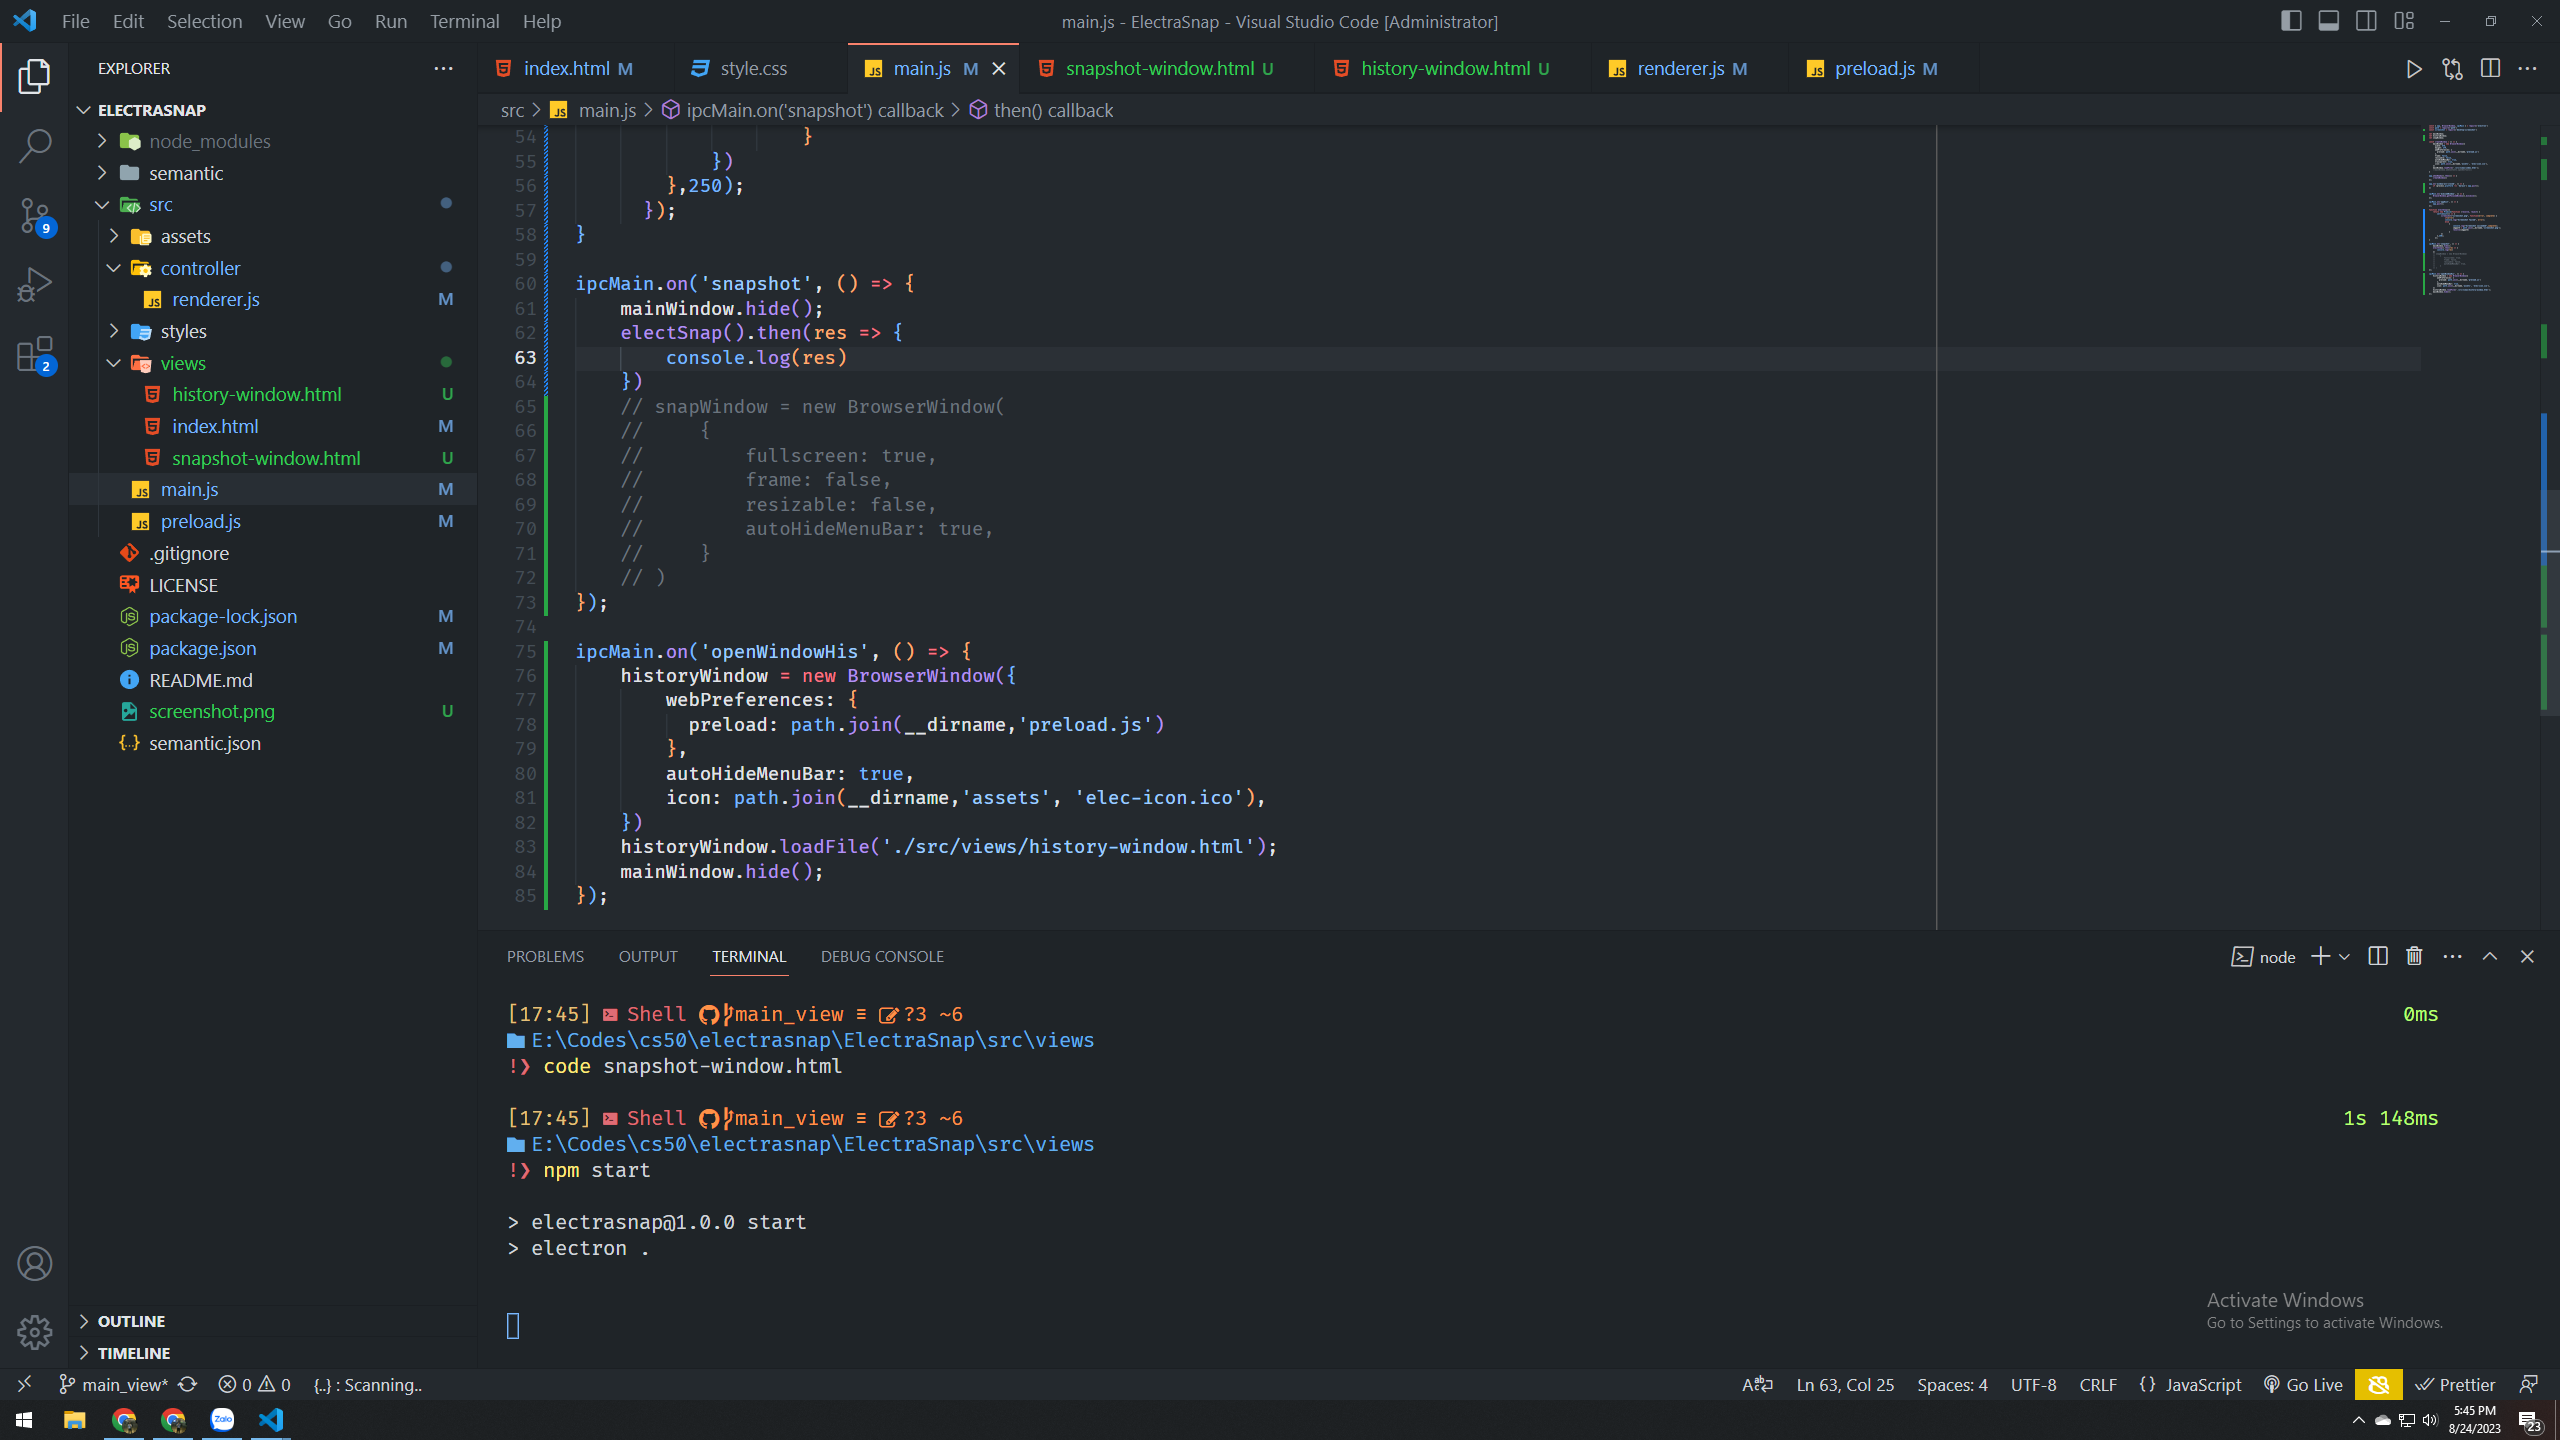 File Edit Selection View Go Run Terminal Help
main.js - ElectraSnap - Visual Studio Code [Administrator]
EXPLORER
ELECTRASNAP
node_modules
semantic
src
assets
controller
renderer.js M
styles
views
history-window.html U
index.html M
snapshot-window.html U
main.js M
preload.js M
.gitignore
LICENSE
package-lock.json M
package.json M
README.md
screenshot.png U
semantic.json
OUTLINE
TIMELINE
9
2
index.html M
style.css
main.js M
snapshot-window.html U
history-window.html U
renderer.js M
preload.js M
src > main.js > ipcMain.on('snapshot') callback > then() callback
54 }
55 })
56 },250);
57 });
58 }
59
60 ipcMain.on('snapshot', () => {
61 mainWindow.hide();
62 electSnap().then(res => {
63 console.log(res)
64 })
65 // snapWindow = new BrowserWindow(
66 // {
67 // fullscreen: true,
68 // frame: false,
69 // resizable: false,
70 // autoHideMenuBar: true,
71 // }
72 // )
73 });
74
75 ipcMain.on('openWindowHis', () => {
76 historyWindow = new BrowserWindow({
77 webPreferences: {
78 preload: path.join(__dirname,'preload.js')
79 },
80 autoHideMenuBar: true,
81 icon: path.join(__dirname,'assets', 'elec-icon.ico'),
82 })
83 historyWindow.loadFile('./src/views/history-window.html');
84 mainWindow.hide();
85 });
PROBLEMS OUTPUT TERMINAL DEBUG CONSOLE
node
[17:45] Shell main_view ≡ ?3 ~6 0ms
E:\Codes\cs50\electrasnap\ElectraSnap\src\views
!❯ code snapshot-window.html
[17:45] Shell main_view ≡ ?3 ~6 1s 148ms
E:\Codes\cs50\electrasnap\ElectraSnap\src\views
!❯ npm start
> electrasnap@1.0.0 start
> electron .
Activate Windows
Go to Settings to activate Windows.
main_view* 0 0 {..} : Scanning..
Ln 63, Col 25 Spaces: 4 UTF-8 CRLF {} JavaScript Go Live Prettier
Zalo
5:45 PM
8/24/2023
23